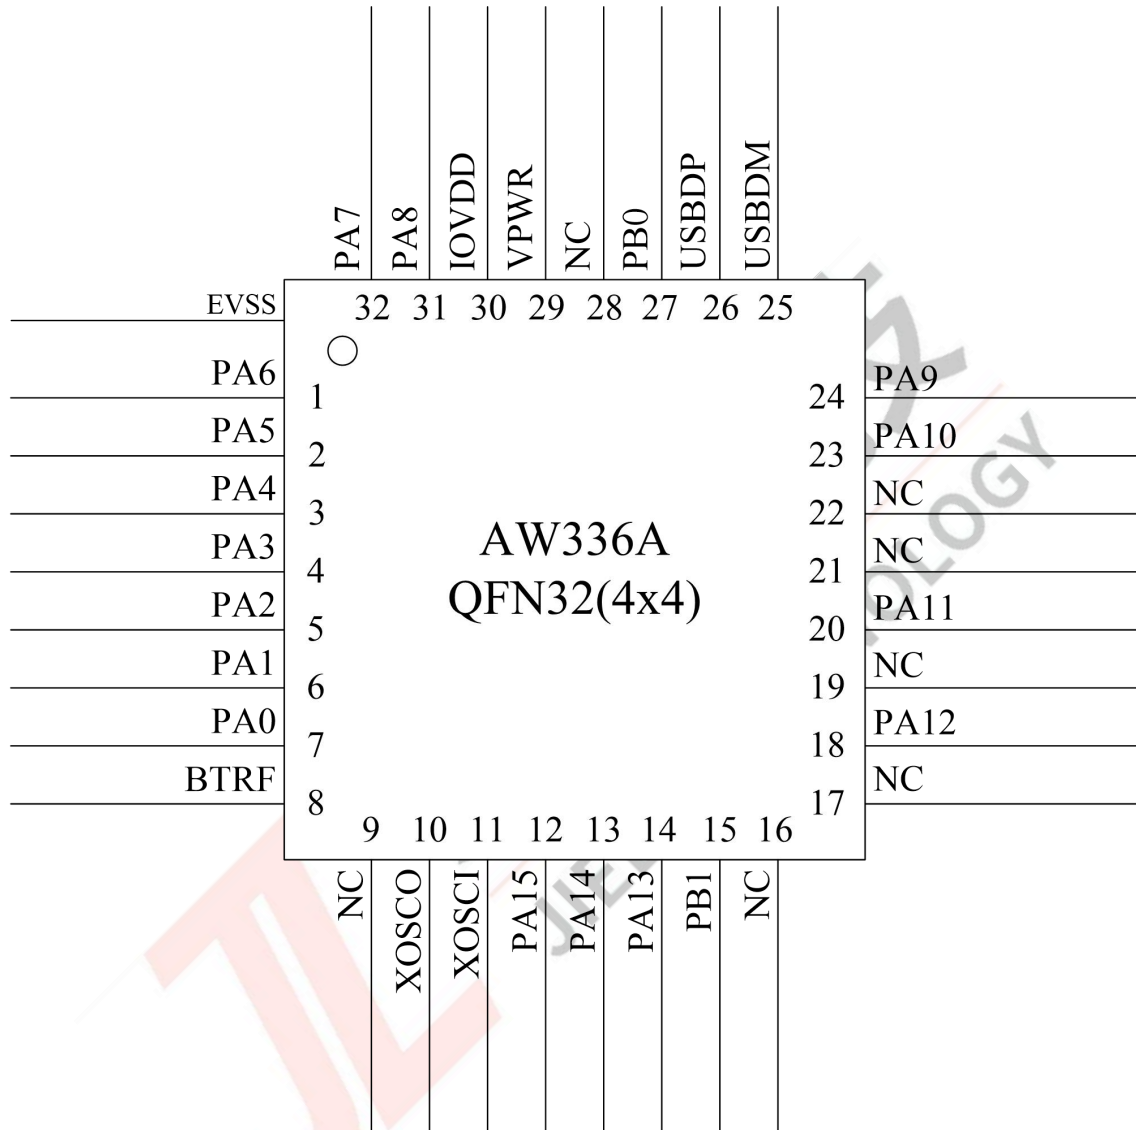 PA7
PA8
IOVDD
VPWR
NC
PB0
USBDP
USBDM
EVSS
32 31 30 29 28 27 26 25
PA6
1
PA5
2
PA4
3
PA3
4
PA2
5
PA1
6
PA0
7
BTRF
8
AW336A
QFN32(4x4)
24
PA9
23
PA10
22
NC
21
NC
20
PA11
19
NC
18
PA12
17
NC
9 10 11 12 13 14 15 16
NC
XOSCO
XOSCI
PA15
PA14
PA13
PB1
NC